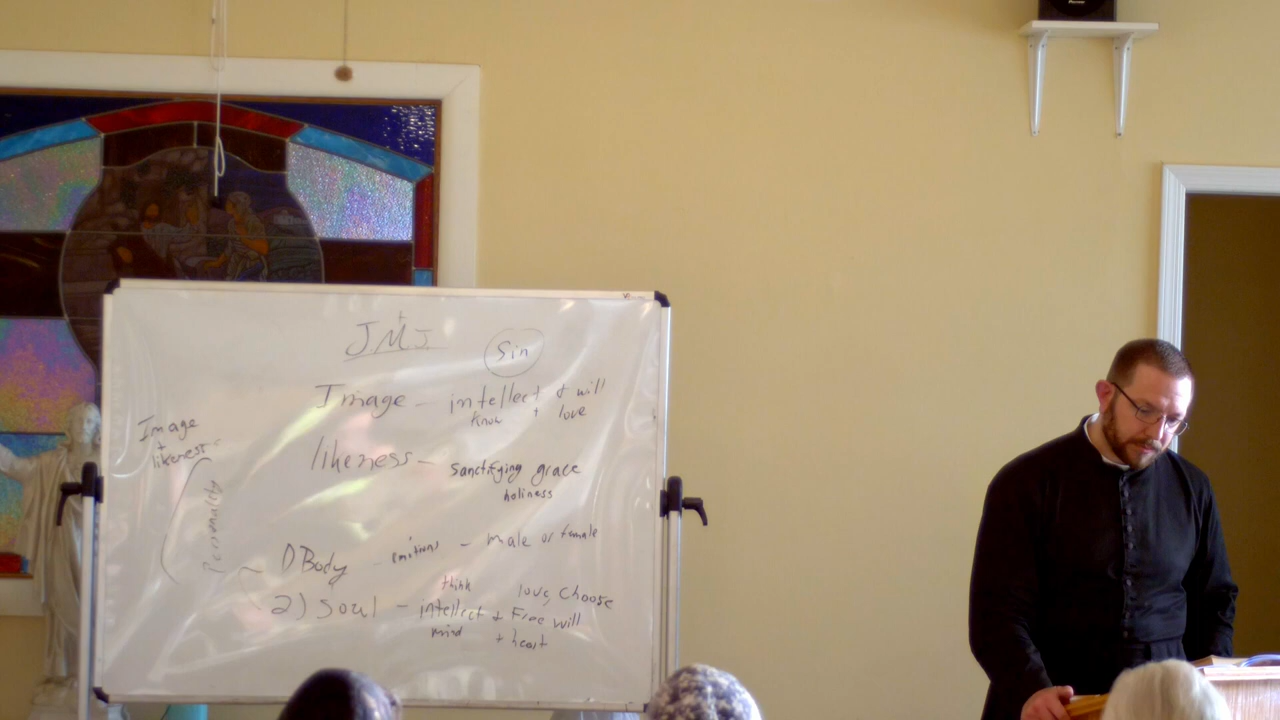 JMJ
Sin
Image - intellect + will
know + love
Image
+
likeness
likeness - sanctifying grace
holiness
Personality
1) Body - emotions - male or female
think love, choose
2) Soul - intellect + Free will
mind + heart
Pioneer